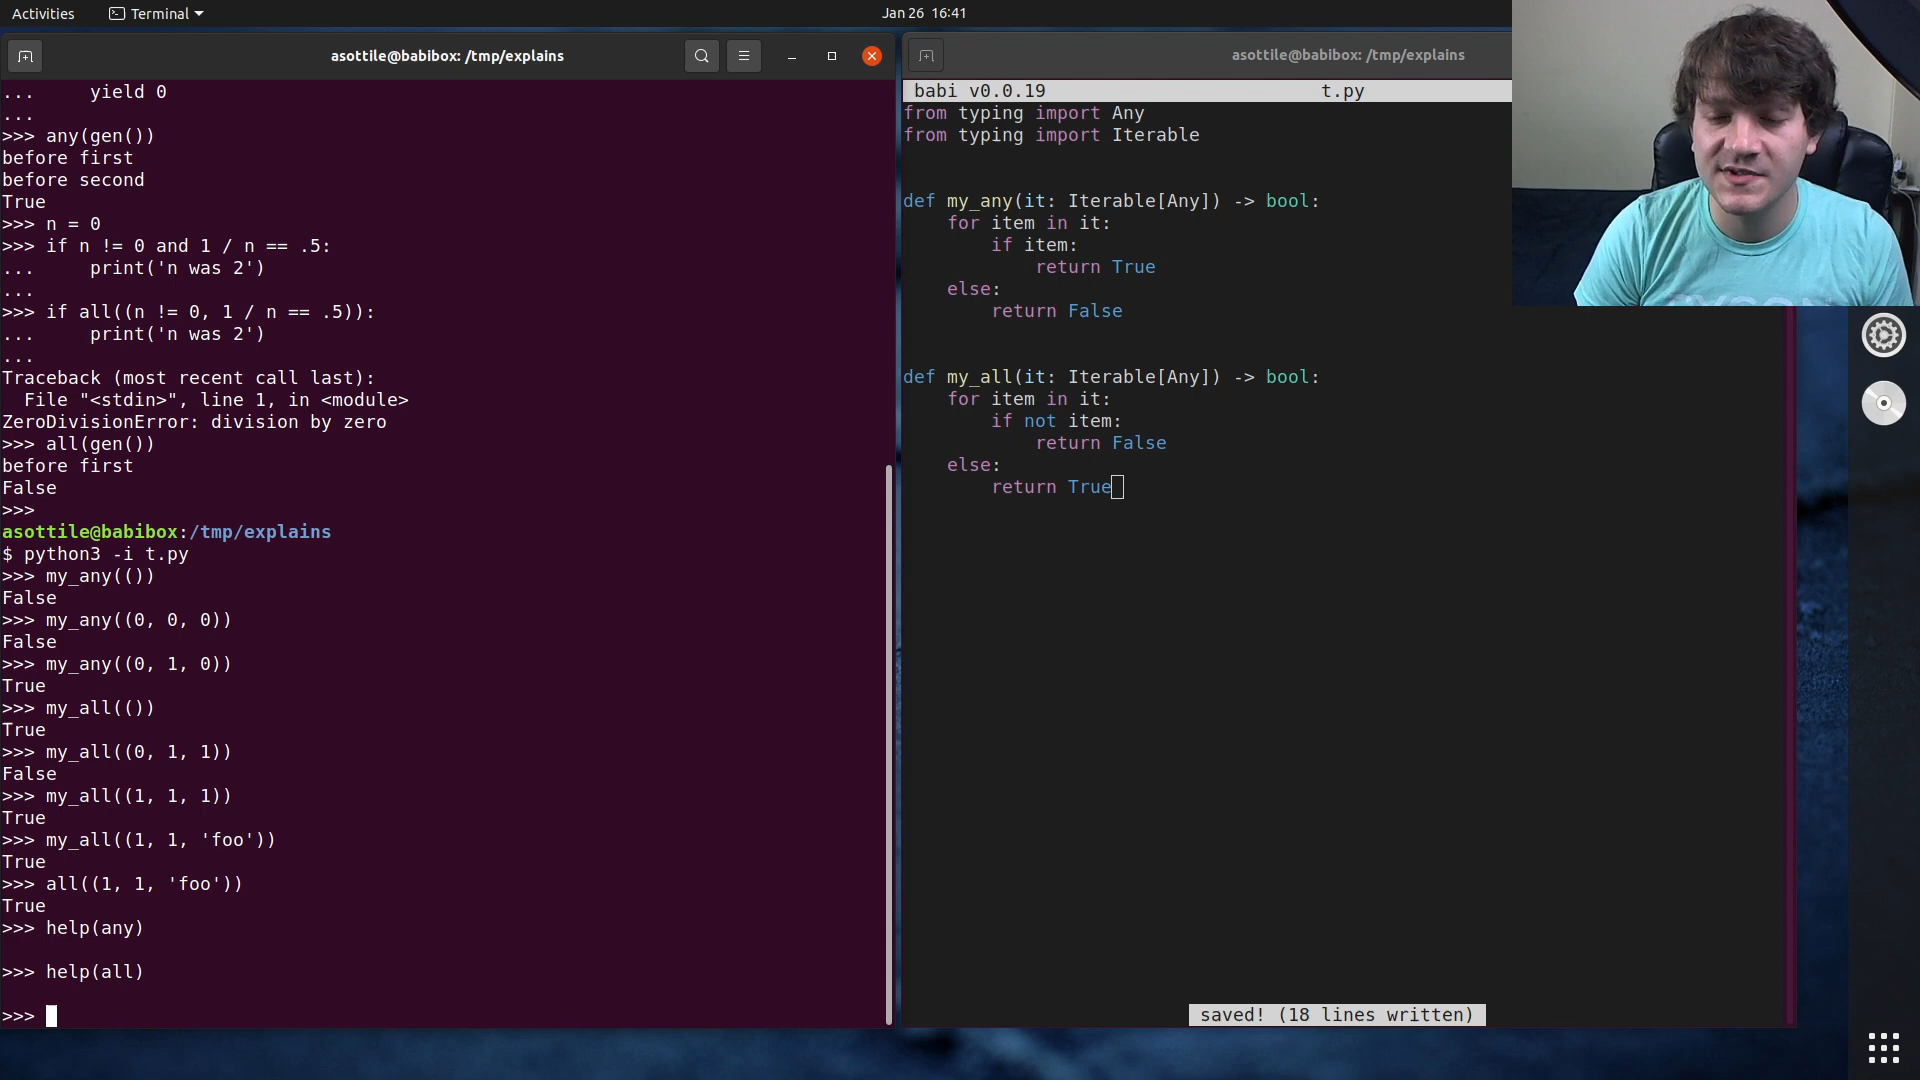 Activities
Terminal
Jan 26 16:41
asottile@babibox: /tmp/explains
...     yield 0
...
>>> any(gen())
before first
before second
True
>>> n = 0
>>> if n != 0 and 1 / n == .5:
...     print('n was 2')
...
>>> if all((n != 0, 1 / n == .5)):
...     print('n was 2')
...
Traceback (most recent call last):
  File "<stdin>", line 1, in <module>
ZeroDivisionError: division by zero
>>> all(gen())
before first
False
>>>
asottile@babibox:/tmp/explains
$ python3 -i t.py
>>> my_any(())
False
>>> my_any((0, 0, 0))
False
>>> my_any((0, 1, 0))
True
>>> my_all(())
True
>>> my_all((0, 1, 1))
False
>>> my_all((1, 1, 1))
True
>>> my_all((1, 1, 'foo'))
True
>>> all((1, 1, 'foo'))
True
>>> help(any)
>>> help(all)
>>>
asottile@babibox: /tmp/explains
babi v0.0.19 t.py
from typing import Any
from typing import Iterable
def my_any(it: Iterable[Any]) -> bool:
    for item in it:
        if item:
            return True
    else:
        return False
def my_all(it: Iterable[Any]) -> bool:
    for item in it:
        if not item:
            return False
    else:
        return True
saved! (18 lines written)